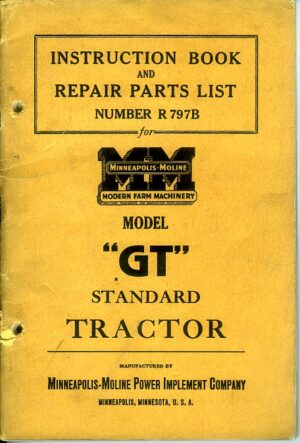 INSTRUCTION BOOK
AND
REPAIR PARTS LIST
NUMBER R 797B
for
MM
MINNEAPOLIS-MOLINE
MODERN FARM MACHINERY
MODEL
"GT"
STANDARD
TRACTOR
MANUFACTURED BY
MINNEAPOLIS-MOLINE POWER IMPLEMENT COMPANY
MINNEAPOLIS, MINNESOTA, U. S. A.